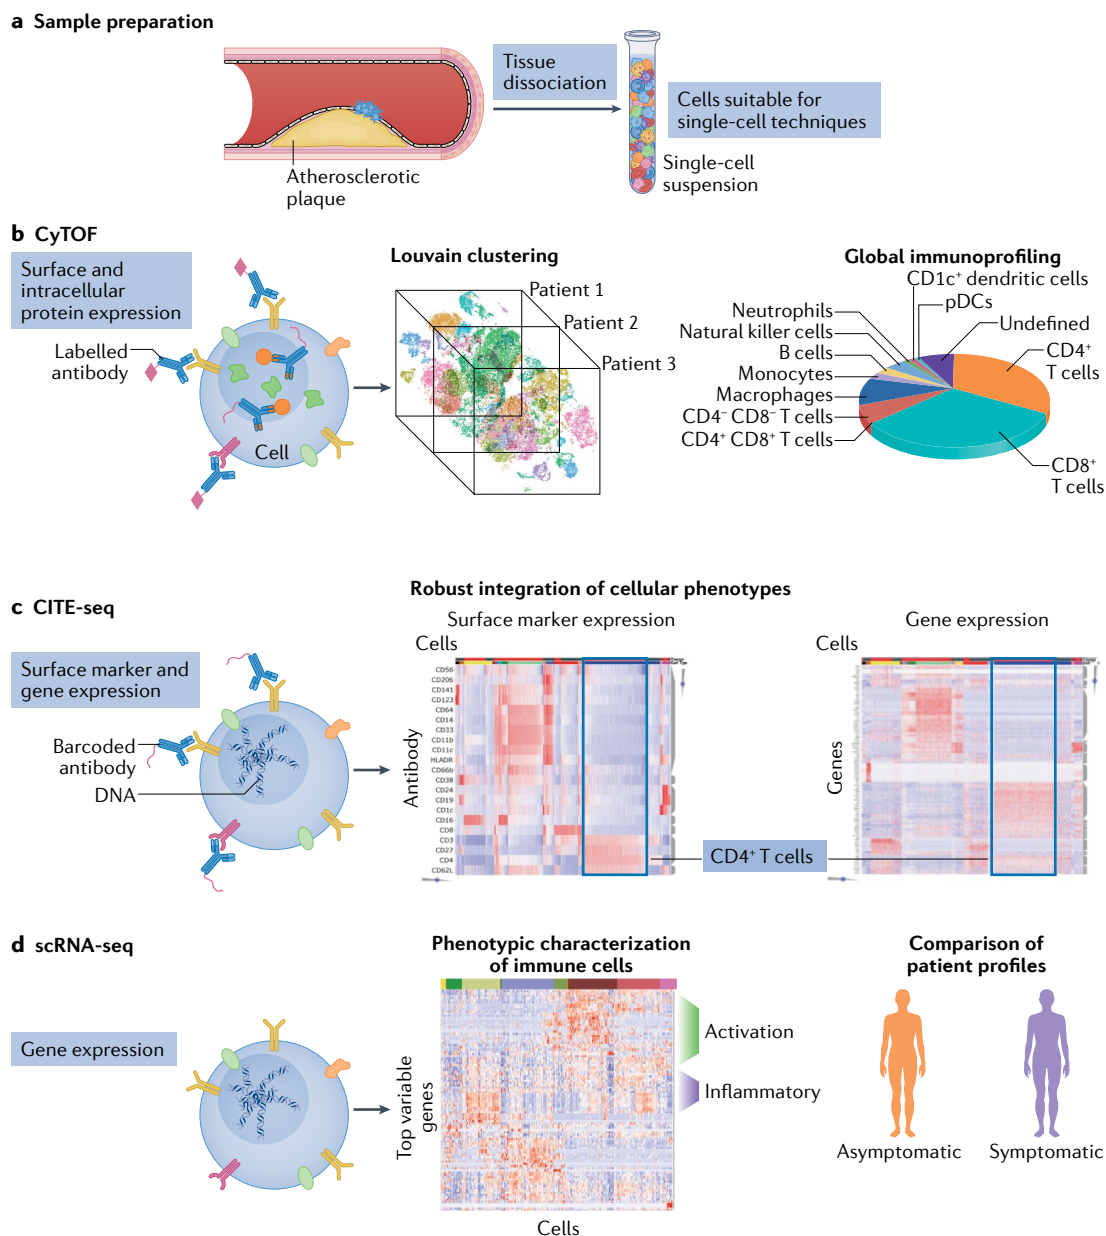 a Sample preparation
Tissue
dissociation
Cells suitable for
single-cell techniques
Atherosclerotic
plaque
Single-cell
suspension
b CyTOF
Surface and
intracellular
protein expression
Labelled
antibody
Cell
Louvain clustering
Patient 1
Patient 2
Patient 3
Global immunoprofiling
CD1c⁺ dendritic cells
pDCs
Neutrophils
Natural killer cells
B cells
Monocytes
Macrophages
CD4⁻ CD8⁻ T cells
CD4⁺ CD8⁺ T cells
Undefined
CD4⁺
T cells
CD8⁺
T cells
c CITE-seq
Surface marker and
gene expression
Barcoded
antibody
DNA
Robust integration of cellular phenotypes
Surface marker expression
Cells
Antibody
CD56
CD206
CD141
CD123
CD64
CD14
CD33
CD11b
CD11c
HLADR
CD66b
CD38
CD24
CD19
CD1c
CD16
CD8
CD3
CD27
CD4
CD62L
Cell Type
CD4⁺ T cells
Gene expression
Cells
Genes
d scRNA-seq
Gene expression
Phenotypic characterization
of immune cells
Top variable
genes
Cells
Activation
Inflammatory
Comparison of
patient profiles
Asymptomatic
Symptomatic